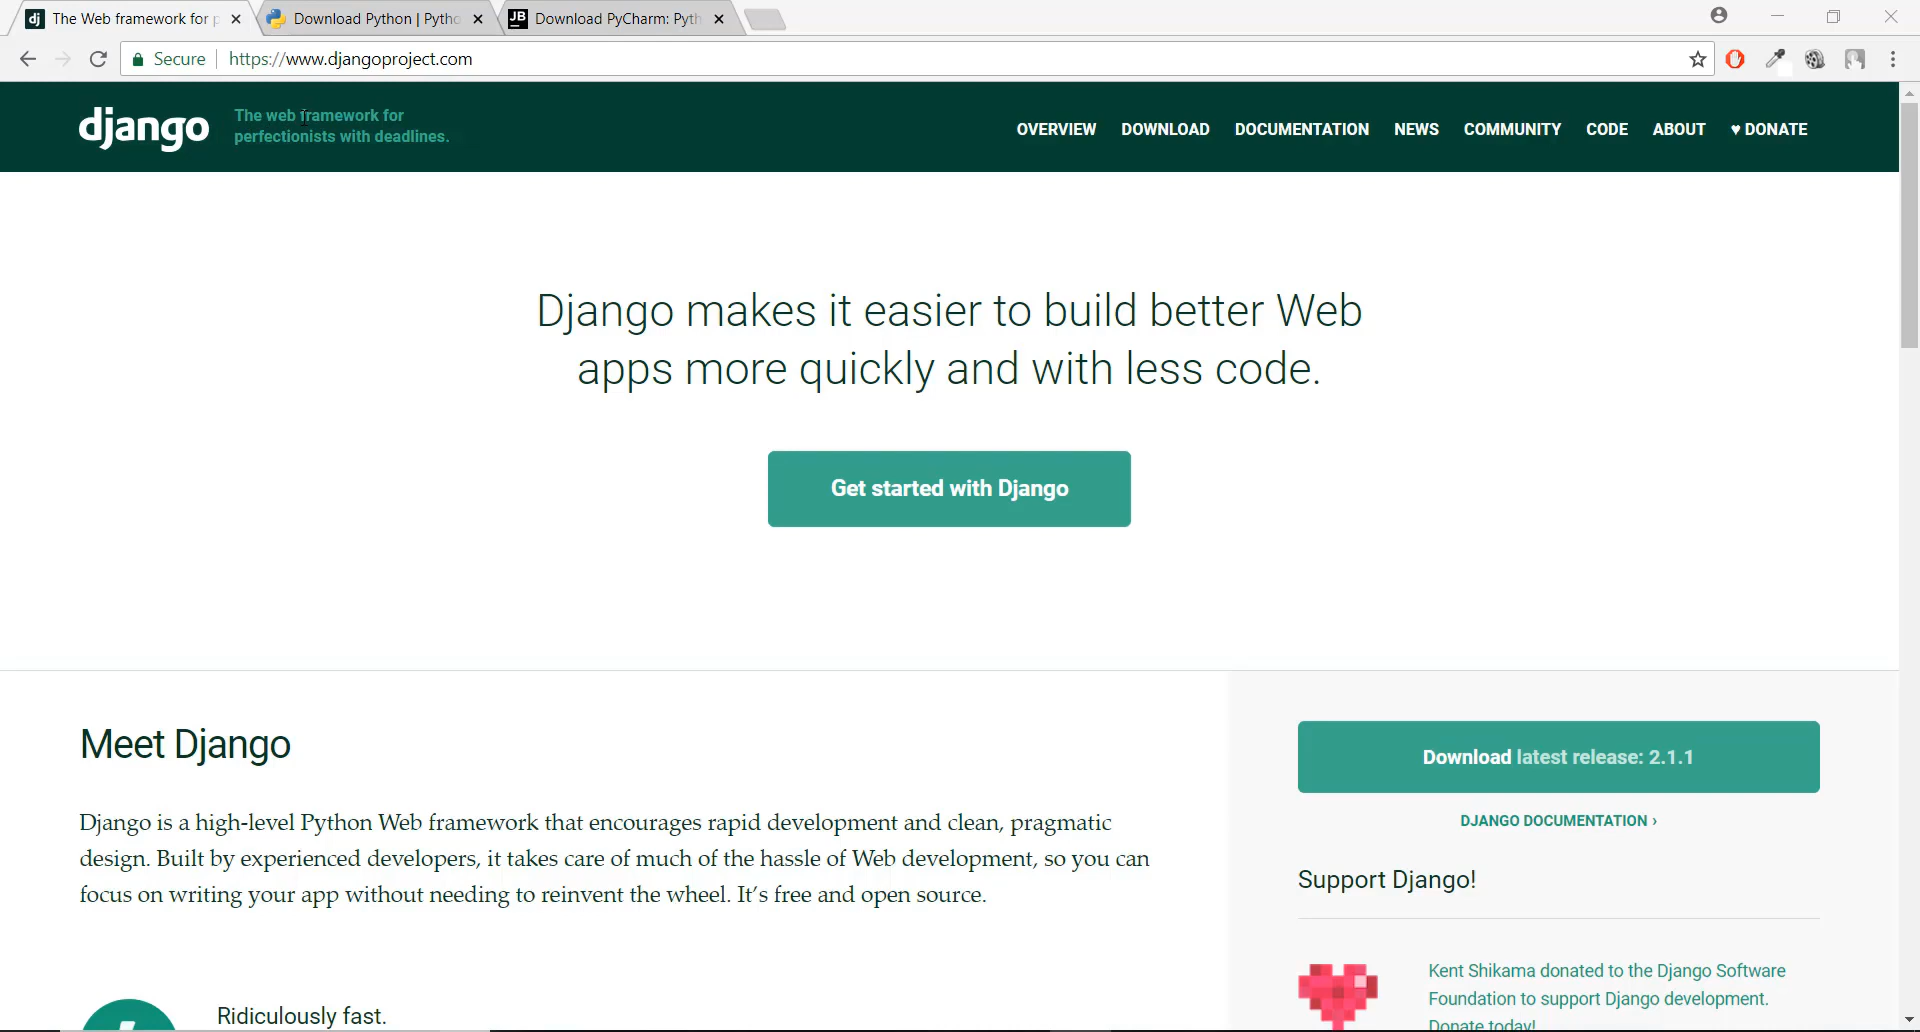 The Web framework for p
Download Python | Pytho
JB
Download PyCharm: Pyth
Secure
https://www.djangoproject.com
django
The web framework for
perfectionists with deadlines.
OVERVIEW
DOWNLOAD
DOCUMENTATION
NEWS
COMMUNITY
CODE
ABOUT
♥ DONATE
Django makes it easier to build better Web
apps more quickly and with less code.
Get started with Django
Meet Django
Django is a high-level Python Web framework that encourages rapid development and clean, pragmatic
design. Built by experienced developers, it takes care of much of the hassle of Web development, so you can
focus on writing your app without needing to reinvent the wheel. It’s free and open source.
Ridiculously fast.
Download latest release: 2.1.1
DJANGO DOCUMENTATION ›
Support Django!
Kent Shikama donated to the Django Software
Foundation to support Django development.
Donate today!